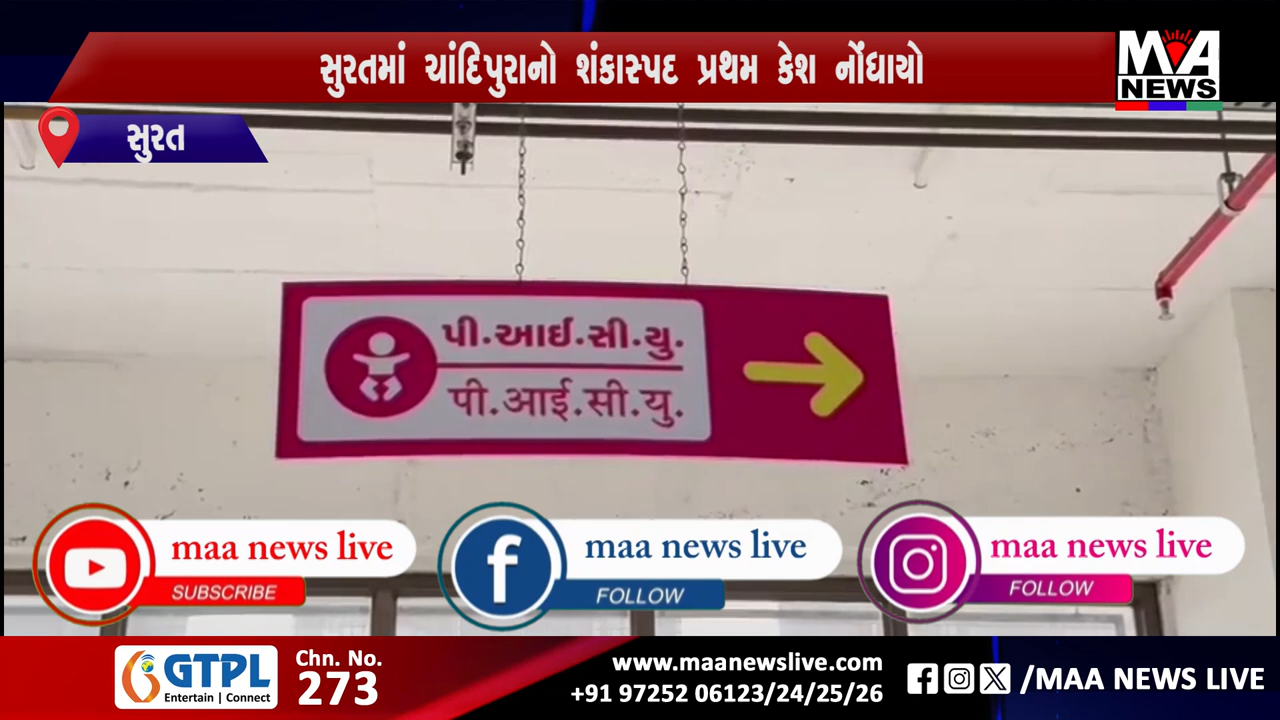 સુરતમાં ચાંદિપુરાનો શંકાસ્પદ પ્રથમ કેશ નોંધાયો
MAA NEWS
સુરત
પી.આઈ.સી.યુ.
पी.आई.सी.यु.
maa news live
SUBSCRIBE
maa news live
FOLLOW
maa news live
FOLLOW
GTPL
Entertain | Connect
Chn. No.
273
www.maanewslive.com
+91 97252 06123/24/25/26
/MAA NEWS LIVE